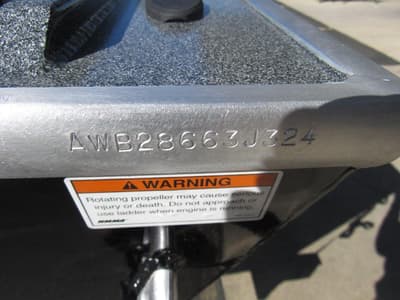 AWB28663J324
WARNING
Rotating propeller may cause serious
injury or death. Do not approach or
use ladder when engine is running.
NMMA